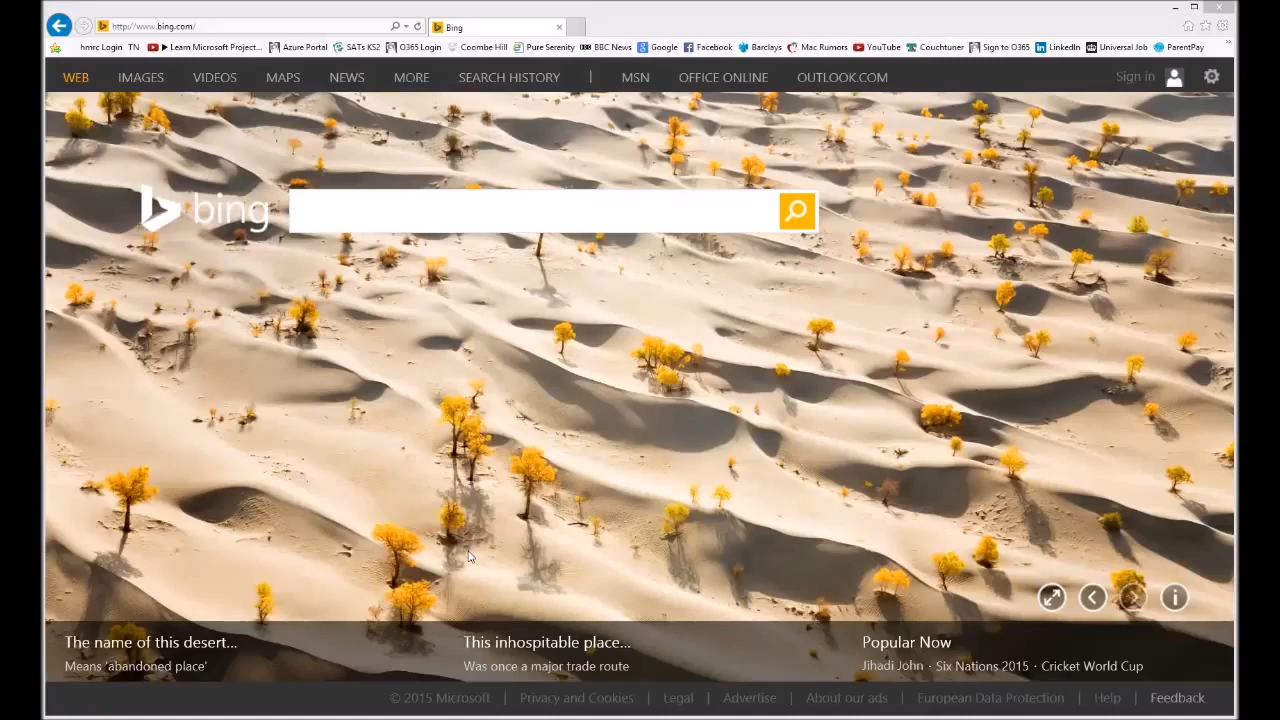 http://www.bing.com/
Bing
hmrc Login TN ▶ Learn Microsoft Project... Azure Portal SATs KS2 O365 Login Coombe Hill Pure Serenity BBC News Google Facebook Barclays Mac Rumors YouTube Couchtuner Sign to O365 LinkedIn Universal Job ParentPay
WEB IMAGES VIDEOS MAPS NEWS MORE SEARCH HISTORY | MSN OFFICE ONLINE OUTLOOK.COM Sign in
bing
The name of this desert... This inhospitable place... Popular Now
Means 'abandoned place' Was once a major trade route Jihadi John · Six Nations 2015 · Cricket World Cup
© 2015 Microsoft | Privacy and Cookies | Legal | Advertise | About our ads | European Data Protection | Help | Feedback